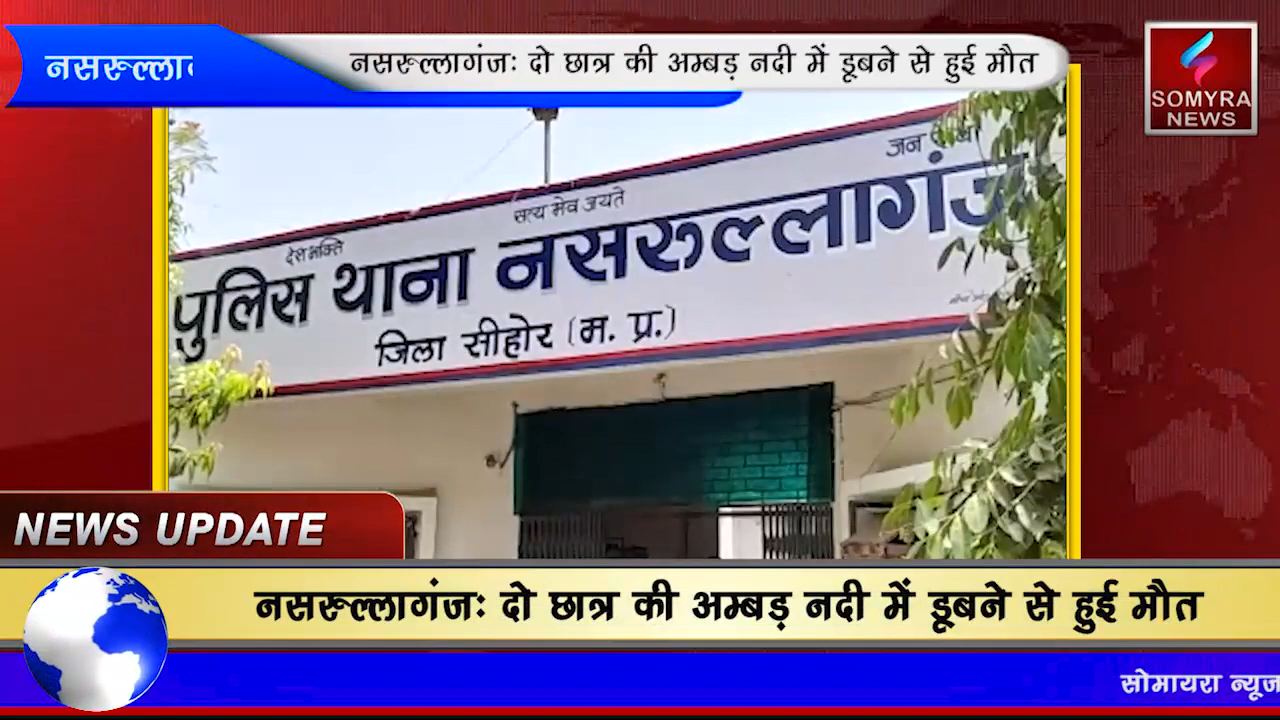 नसरूल्ला
नसरूल्लागंजः दो छात्र की अम्बड़ नदी में डूबने से हुई मौत
SOMYRA
NEWS
जन
सत्य मेव जयते
देश भक्ति
पुलिस थाना नसरूल्लागंज
जिला सीहोर (म. प्र.)
NEWS UPDATE
नसरूल्लागंजः दो छात्र की अम्बड़ नदी में डूबने से हुई मौत
सोमायरा न्यूज